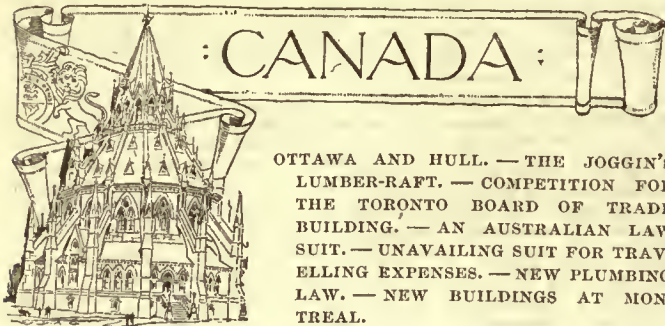 : CANADA :
OTTAWA AND HULL. — THE JOGGIN'S
LUMBER-RAFT. — COMPETITION FOR
THE TORONTO BOARD OF TRADE
BUILDING. — AN AUSTRALIAN LAW
SUIT. — UNAVAILING SUIT FOR TRAV
ELLING EXPENSES. — NEW PLUMBING
LAW. — NEW BUILDINGS AT MON
TREAL.